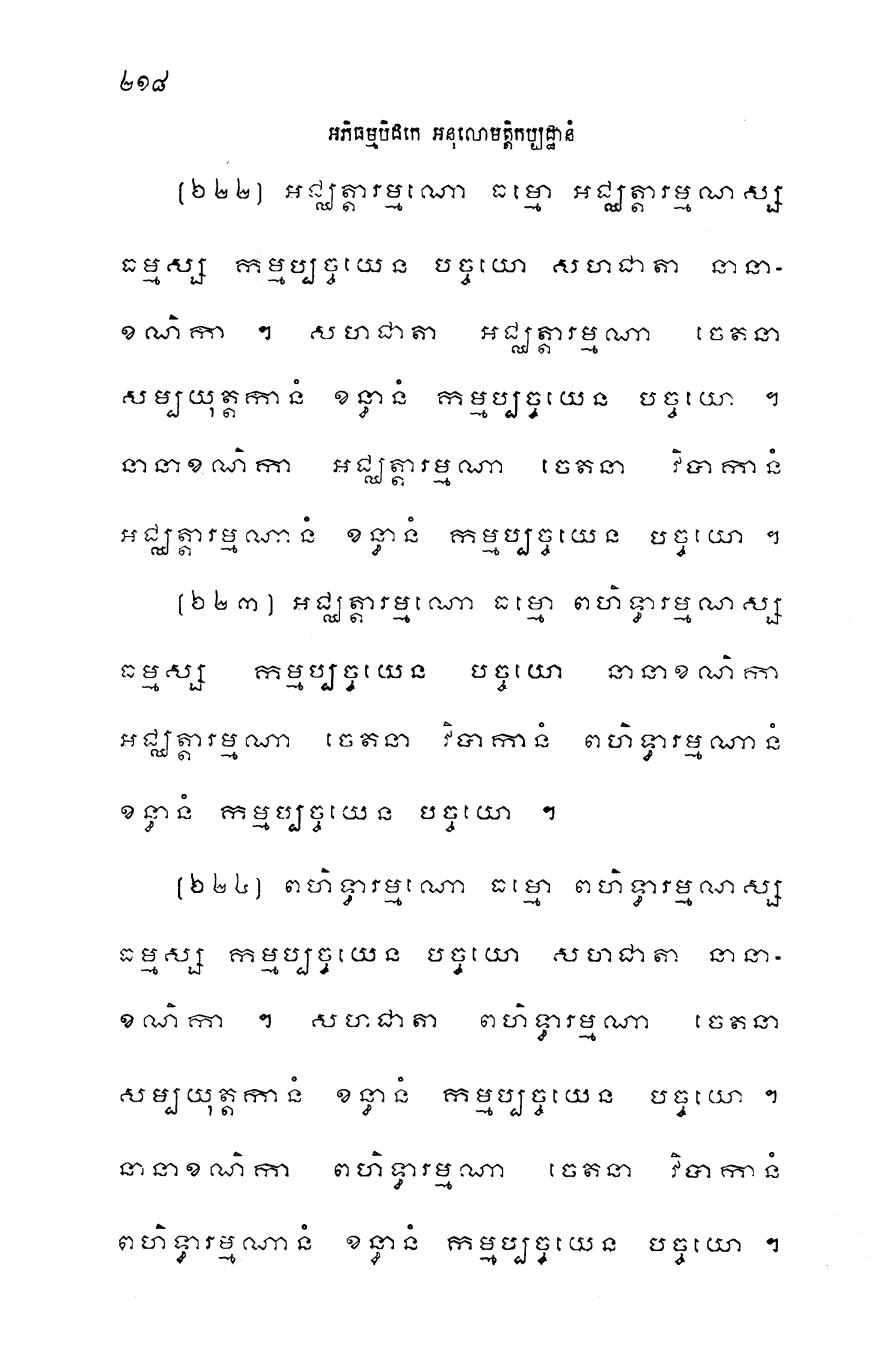 ២១៨
អភិធម្មបិដកេ អនុលោមត្តិកប្បដ្ឋានំ
(៦២២) អជ្ឈត្តារម្មណោ ធម្មោ អជ្ឈត្តារម្មណស្ស
ធម្មស្ស កម្មប្បច្ចយេន បច្ចយោ សហជាតា នានា-
ខណិកា ៗ សហជាតា អជ្ឈត្តារម្មណា ចេតនា
សម្បយុត្តកានំ ខន្ធានំ កម្មប្បច្ចយេន បច្ចយោ ៗ
នានាខណិកា អជ្ឈត្តារម្មណា ចេតនា វិបាកានំ
អជ្ឈត្តារម្មណានំ ខន្ធានំ កម្មប្បច្ចយេន បច្ចយោ ៗ
(៦២៣) អជ្ឈត្តារម្មណោ ធម្មោ ពហិទ្ធារម្មណស្ស
ធម្មស្ស កម្មប្បច្ចយេន បច្ចយោ នានាខណិកា
អជ្ឈត្តារម្មណា ចេតនា វិបាកានំ ពហិទ្ធារម្មណានំ
ខន្ធានំ កម្មប្បច្ចយេន បច្ចយោ ៗ
(៦២៤) ពហិទ្ធារម្មណោ ធម្មោ ពហិទ្ធារម្មណស្ស
ធម្មស្ស កម្មប្បច្ចយេន បច្ចយោ សហជាតា នានា-
ខណិកា ៗ សហជាតា ពហិទ្ធារម្មណា ចេតនា
សម្បយុត្តកានំ ខន្ធានំ កម្មប្បច្ចយេន បច្ចយោ ៗ
នានាខណិកា ពហិទ្ធារម្មណា ចេតនា វិបាកានំ
ពហិទ្ធារម្មណានំ ខន្ធានំ កម្មប្បច្ចយេន បច្ចយោ ៗ